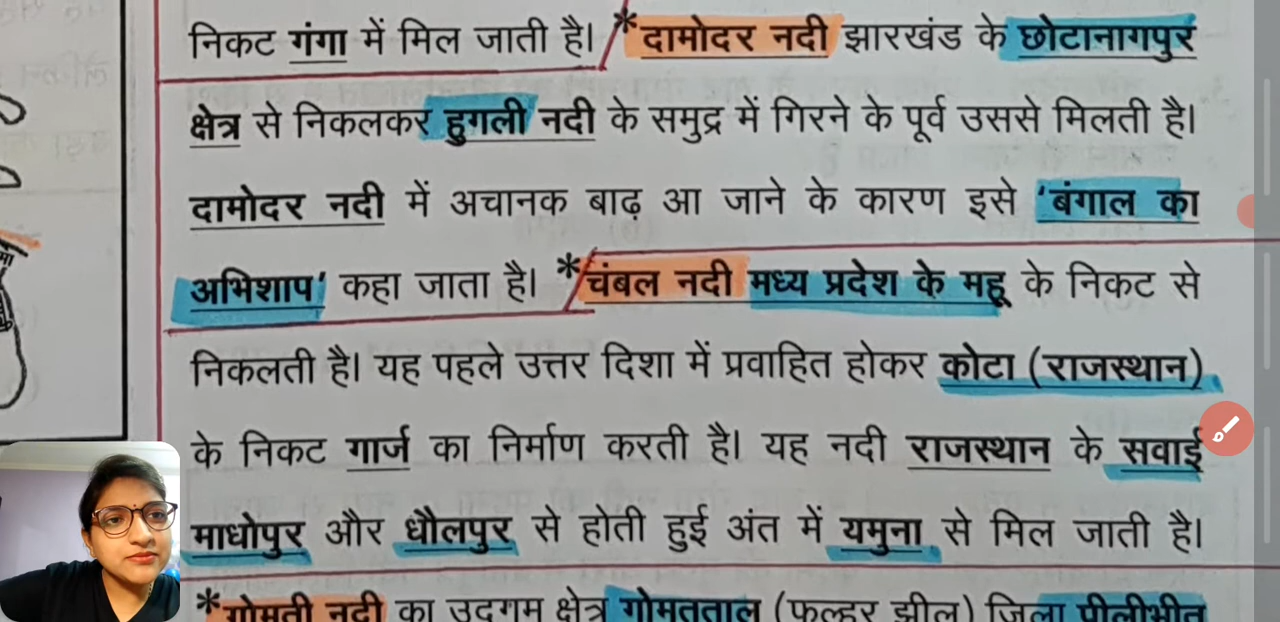 निकट गंगा में मिल जाती है। *दामोदर नदी झारखंड के छोटानागपुर
क्षेत्र से निकलकर हुगली नदी के समुद्र में गिरने के पूर्व उससे मिलती है।
दामोदर नदी में अचानक बाढ़ आ जाने के कारण इसे 'बंगाल का
अभिशाप' कहा जाता है। *चंबल नदी मध्य प्रदेश के महू के निकट से
निकलती है। यह पहले उत्तर दिशा में प्रवाहित होकर कोटा (राजस्थान)
के निकट गार्ज का निर्माण करती है। यह नदी राजस्थान के सवाई
माधोपुर और धौलपुर से होती हुई अंत में यमुना से मिल जाती है।
*गोमती नदी का उद्गम क्षेत्र गोमतताल (फुल्हर झील) जिला पीलीभीत